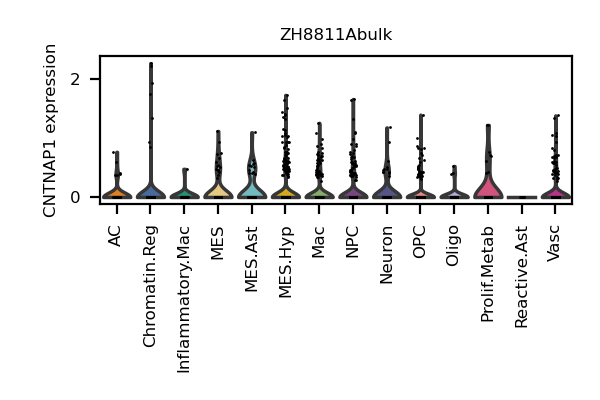 ZH8811Abulk
CNTNAP1 expression
2
0
AC
Chromatin.Reg
Inflammatory.Mac
MES
MES.Ast
MES.Hyp
Mac
NPC
Neuron
OPC
Oligo
Prolif.Metab
Reactive.Ast
Vasc